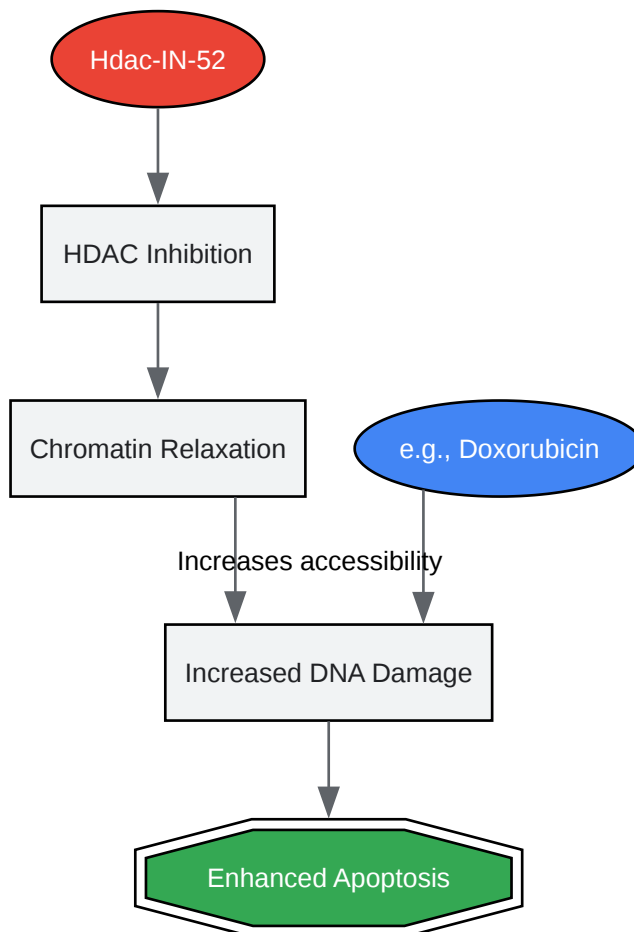 Hdac-IN-52
HDAC Inhibition
Chromatin Relaxation
e.g., Doxorubicin
Increases accessibility
Increased DNA Damage
Enhanced Apoptosis